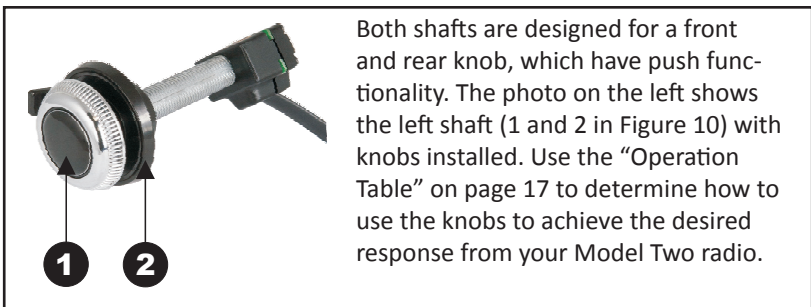 Both shafts are designed for a front
and rear knob, which have push func-
tionality. The photo on the left shows
the left shaft (1 and 2 in Figure 10) with
knobs installed. Use the “Operation
Table” on page 17 to determine how to
use the knobs to achieve the desired
response from your Model Two radio.
1 2